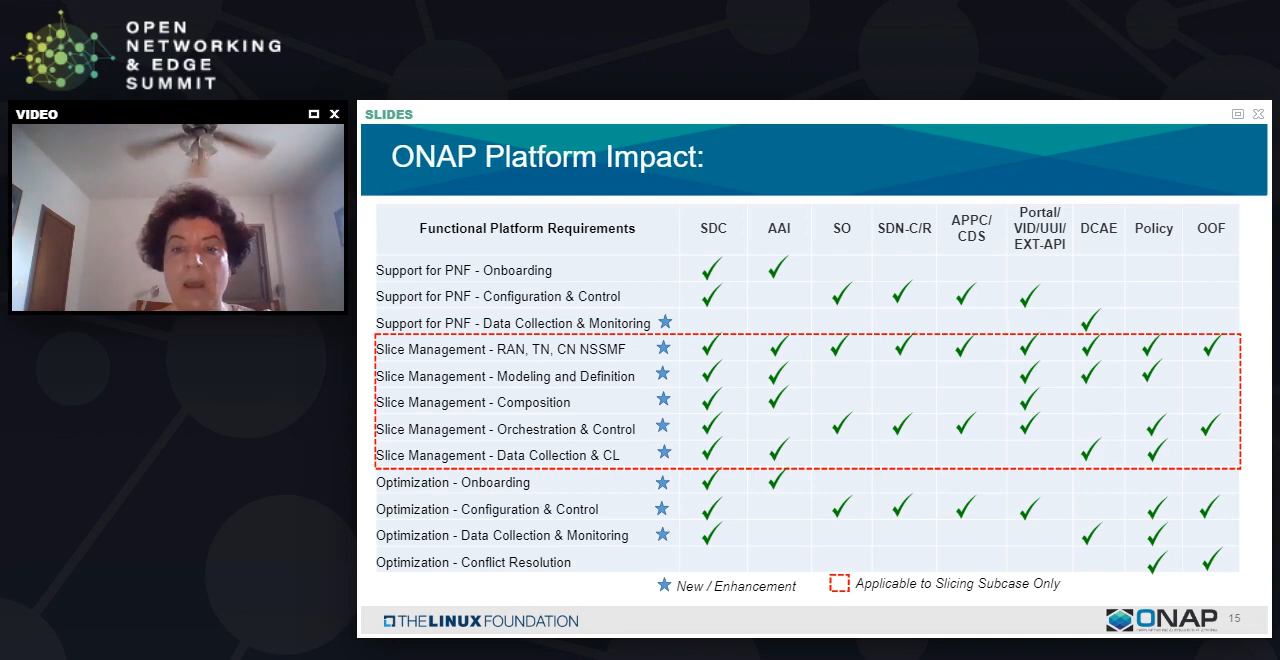 OPEN
NETWORKING
& EDGE
SUMMIT
VIDEO
SLIDES
ONAP Platform Impact:
Functional Platform Requirements SDC AAI SO SDN-C/R APPC/ CDS Portal/ VID/UUI/ EXT-API DCAE Policy OOF
Support for PNF - Onboarding
Support for PNF - Configuration & Control
Support for PNF - Data Collection & Monitoring
Slice Management - RAN, TN, CN NSSMF
Slice Management - Modeling and Definition
Slice Management - Composition
Slice Management - Orchestration & Control
Slice Management - Data Collection & CL
Optimization - Onboarding
Optimization - Configuration & Control
Optimization - Data Collection & Monitoring
Optimization - Conflict Resolution
New / Enhancement Applicable to Slicing Subcase Only
THE LINUX FOUNDATION ONAP 15